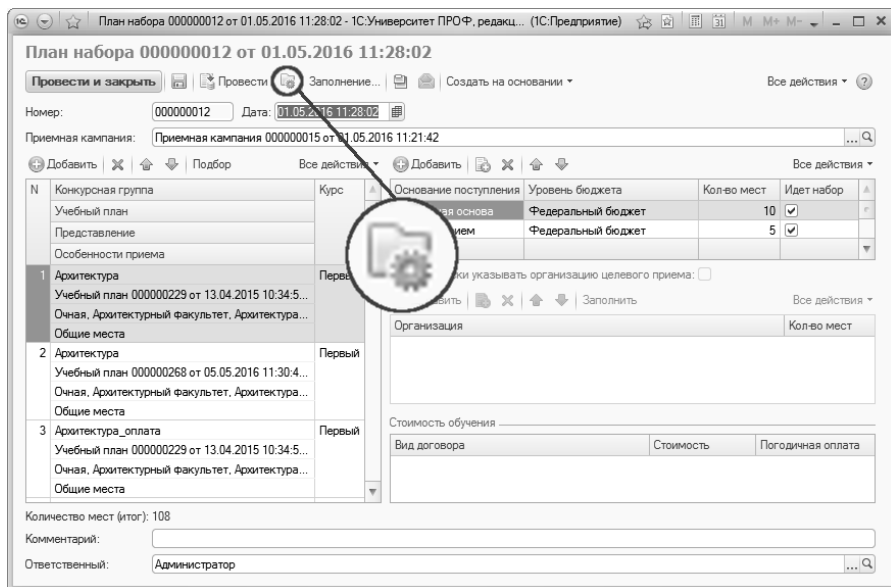 План набора 000000012 от 01.05.2016 11:28:02 - 1С:Университет ПРОФ, редакц... (1С:Предприятие) 31 M M+ M-
План набора 000000012 от 01.05.2016 11:28:02
Провести и закрыть Провести Заполнение... Создать на основании Все действия ?
Номер: 000000012 Дата: 01.05.2016 11:28:02
Приемная кампания: Приемная кампания 000000015 от 01.05.2016 11:21:42 ...
Добавить Подбор Все действия Добавить Все действия
N Конкурсная группа Курс Основание поступления Уровень бюджета Кол-во мест Идет набор
Учебный план основа Федеральный бюджет 10
Представление Федеральный бюджет 5
Особенности приема
1 Архитектура указывать организацию целевого приема:
Учебный план 000000229 от 13.04.2015 10:34:5... Заполнить Все действия
Очная, Архитектурный факультет, Архитектура... Организация Кол-во мест
Общие места
2 Архитектура Первый
Учебный план 000000268 от 05.05.2016 11:30:4...
Очная, Архитектурный факультет, Архитектура...
Общие места
Стоимость обучения
3 Архитектура_оплата Первый Вид договора Стоимость Погодичная оплата
Учебный план 000000229 от 13.04.2015 10:34:5...
Очная, Архитектурный факультет, Архитектура...
Общие места
Количество мест (итог): 108
Комментарий:
Ответственный: Администратор ...